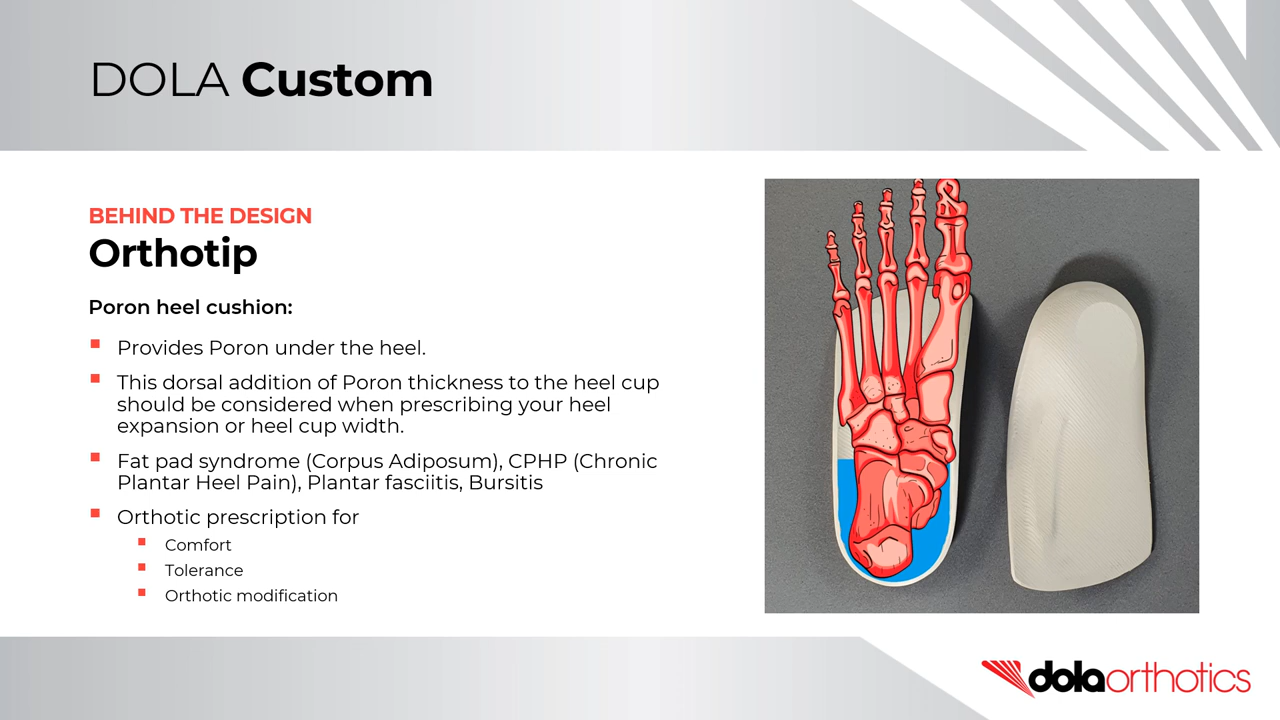 DOLA Custom
BEHIND THE DESIGN
Orthotip
Poron heel cushion:
Provides Poron under the heel.
This dorsal addition of Poron thickness to the heel cup
should be considered when prescribing your heel
expansion or heel cup width.
Fat pad syndrome (Corpus Adiposum), CPHP (Chronic
Plantar Heel Pain), Plantar fasciitis, Bursitis
Orthotic prescription for
Comfort
Tolerance
Orthotic modification
dolaorthotics